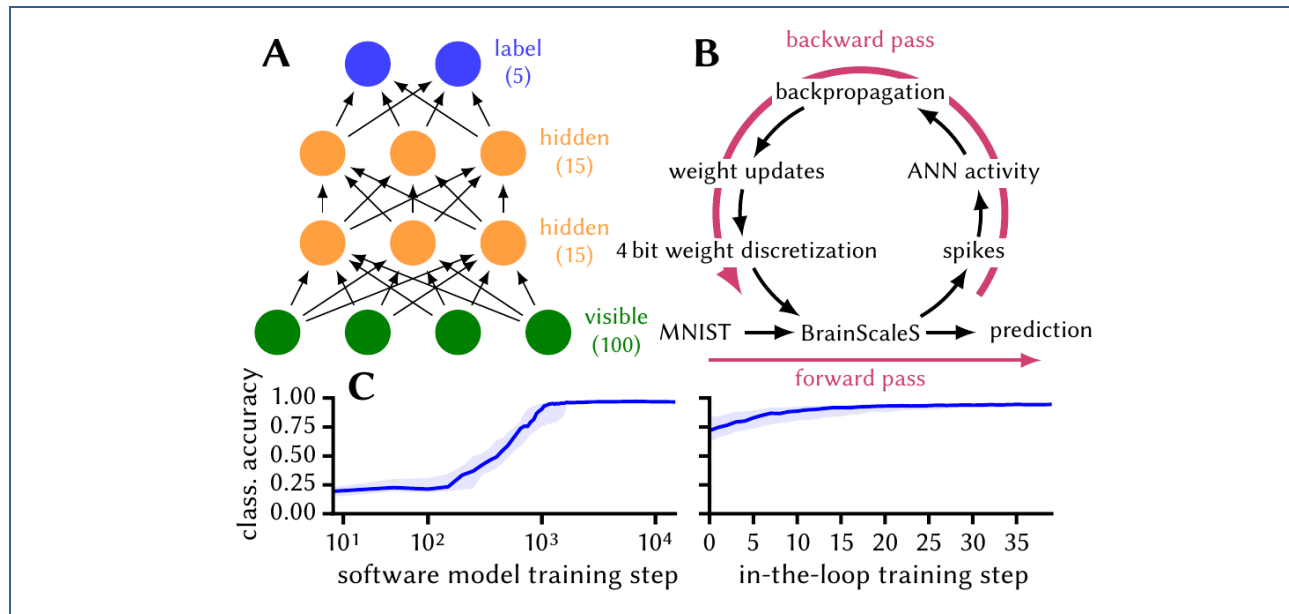 A
label
(5)
hidden
(15)
hidden
(15)
visible
(100)
B
backward pass
backpropagation
weight updates
ANN activity
4 bit weight discretization
spikes
MNIST
BrainScaleS
prediction
forward pass
C
class. accuracy
1.00
0.75
0.50
0.25
0.00
10¹
10²
10³
10⁴
software model training step
0
5
10
15
20
25
30
35
in-the-loop training step